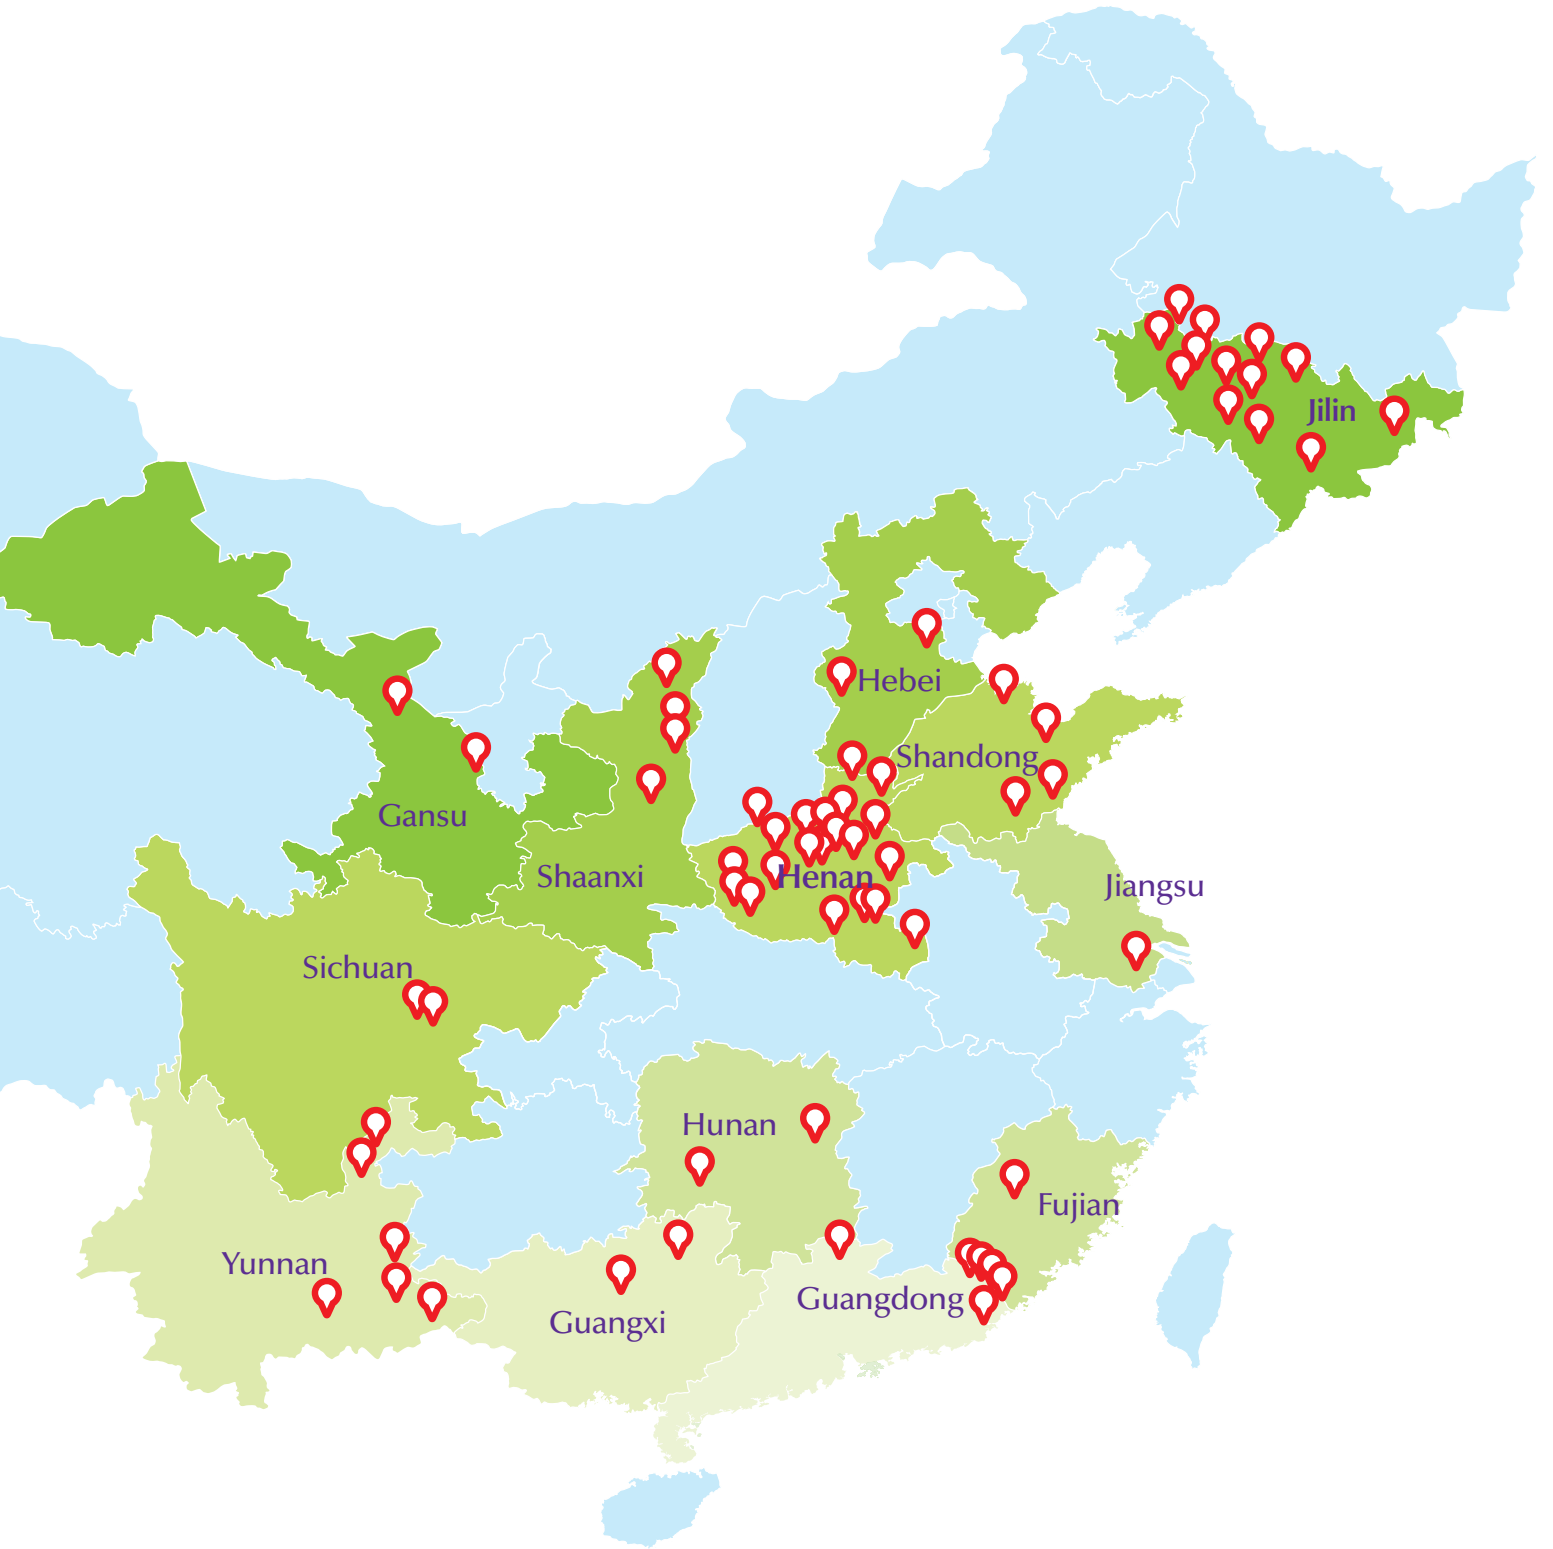 Jilin
Hebei
Shandong
Gansu
Shaanxi
Henan
Jiangsu
Sichuan
Hunan
Fujian
Yunnan
Guangdong
Guangxi